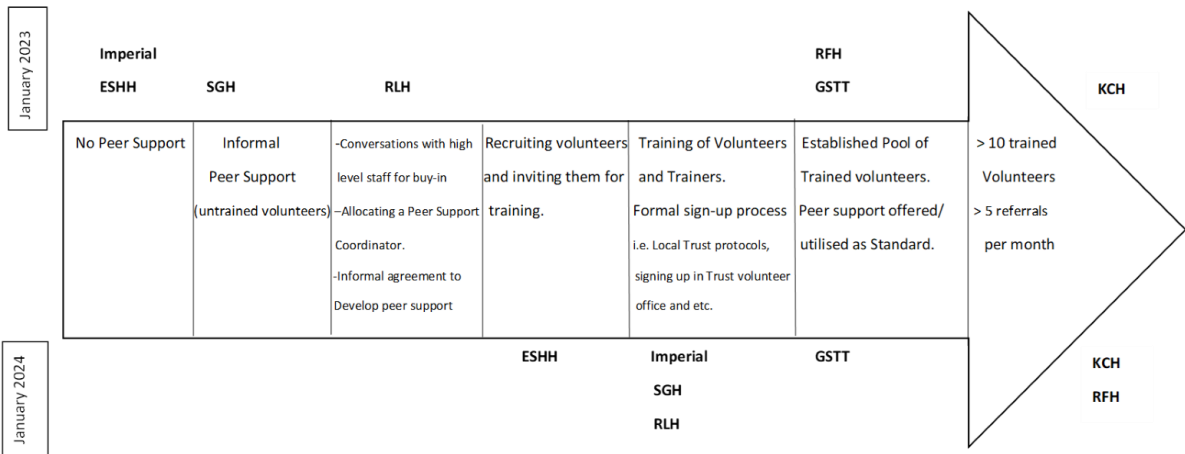 January 2023
Imperial
ESHH
SGH
RLH
RFH
GSTT
KCH
No Peer Support
Informal
Peer Support
(untrained volunteers)
-Conversations with high
level staff for buy-in
–Allocating a Peer Support
Coordinator.
-Informal agreement to
Develop peer support
Recruiting volunteers
and inviting them for
training.
Training of Volunteers
and Trainers.
Formal sign-up process
i.e. Local Trust protocols,
signing up in Trust volunteer
office and etc.
Established Pool of
Trained volunteers.
Peer support offered/
utilised as Standard.
> 10 trained
Volunteers
> 5 referrals
per month
January 2024
ESHH
Imperial
SGH
RLH
GSTT
KCH
RFH